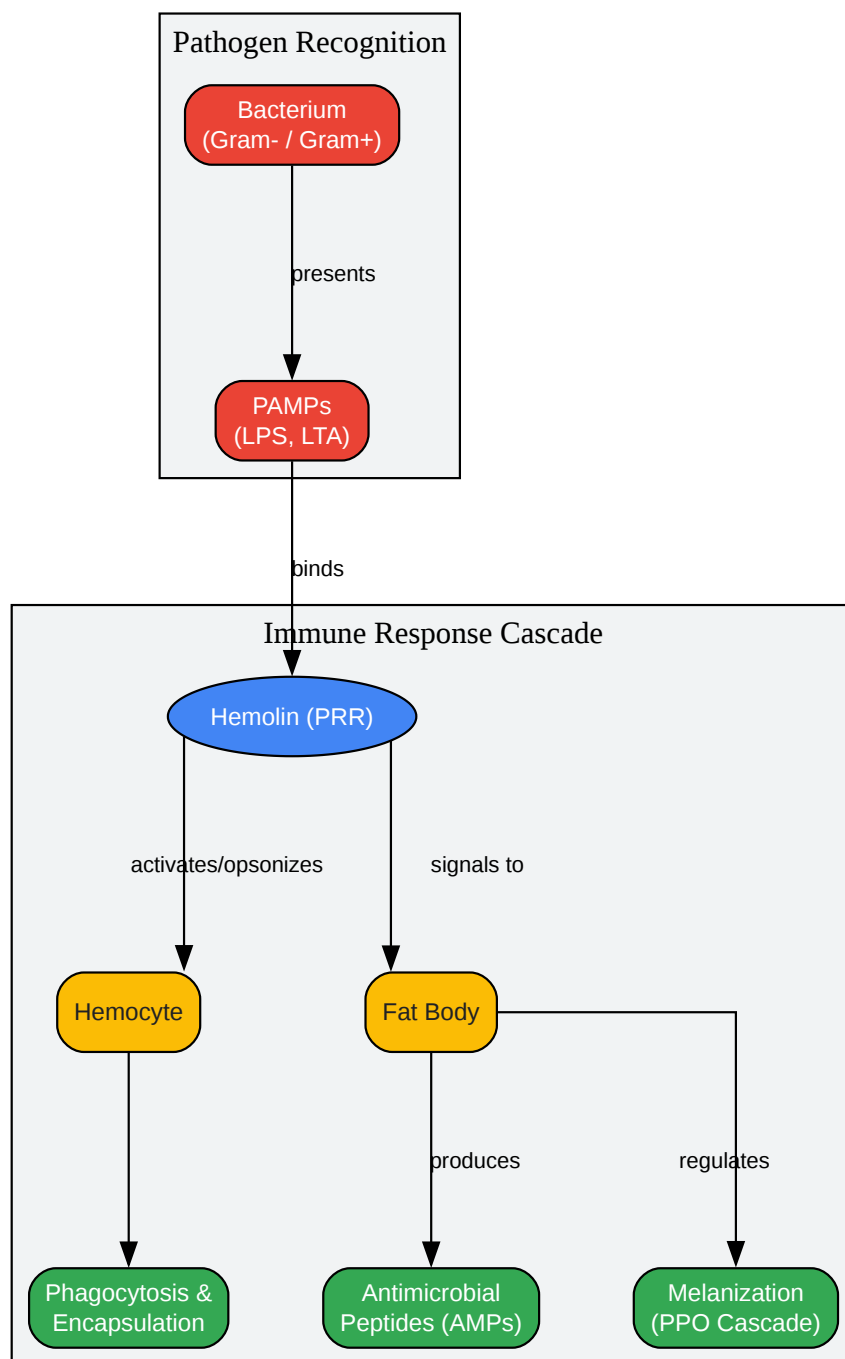 Pathogen Recognition
Bacterium
(Gram- / Gram+)
presents
PAMPs
(LPS, LTA)
binds
Immune Response Cascade
Hemolin (PRR)
activates/opsonizes
signals to
Hemocyte
Fat Body
produces
regulates
Phagocytosis &
Encapsulation
Antimicrobial
Peptides (AMPs)
Melanization
(PPO Cascade)